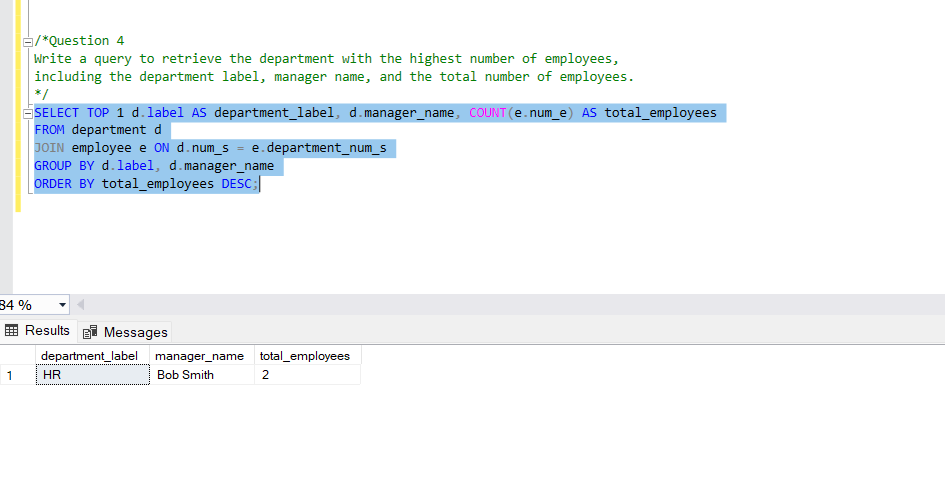 /*Question 4
Write a query to retrieve the department with the highest number of employees,
including the department label, manager name, and the total number of employees.
*/
SELECT TOP 1 d.label AS department_label, d.manager_name, COUNT(e.num_e) AS total_employees
FROM department d
JOIN employee e ON d.num_s = e.department_num_s
GROUP BY d.label, d.manager_name
ORDER BY total_employees DESC;
84 %
Results Messages
department_label manager_name total_employees
1 HR Bob Smith 2